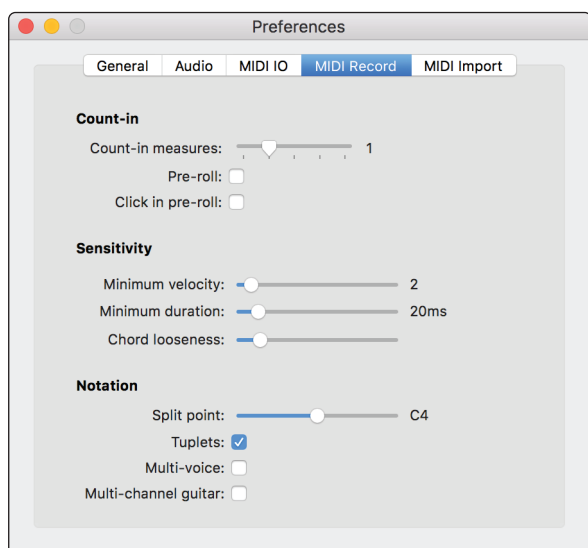 Preferences
General Audio MIDI IO MIDI Record MIDI Import
Count-in
Count-in measures: 1
Pre-roll:
Click in pre-roll:
Sensitivity
Minimum velocity: 2
Minimum duration: 20ms
Chord looseness:
Notation
Split point: C4
Tuplets:
Multi-voice:
Multi-channel guitar: